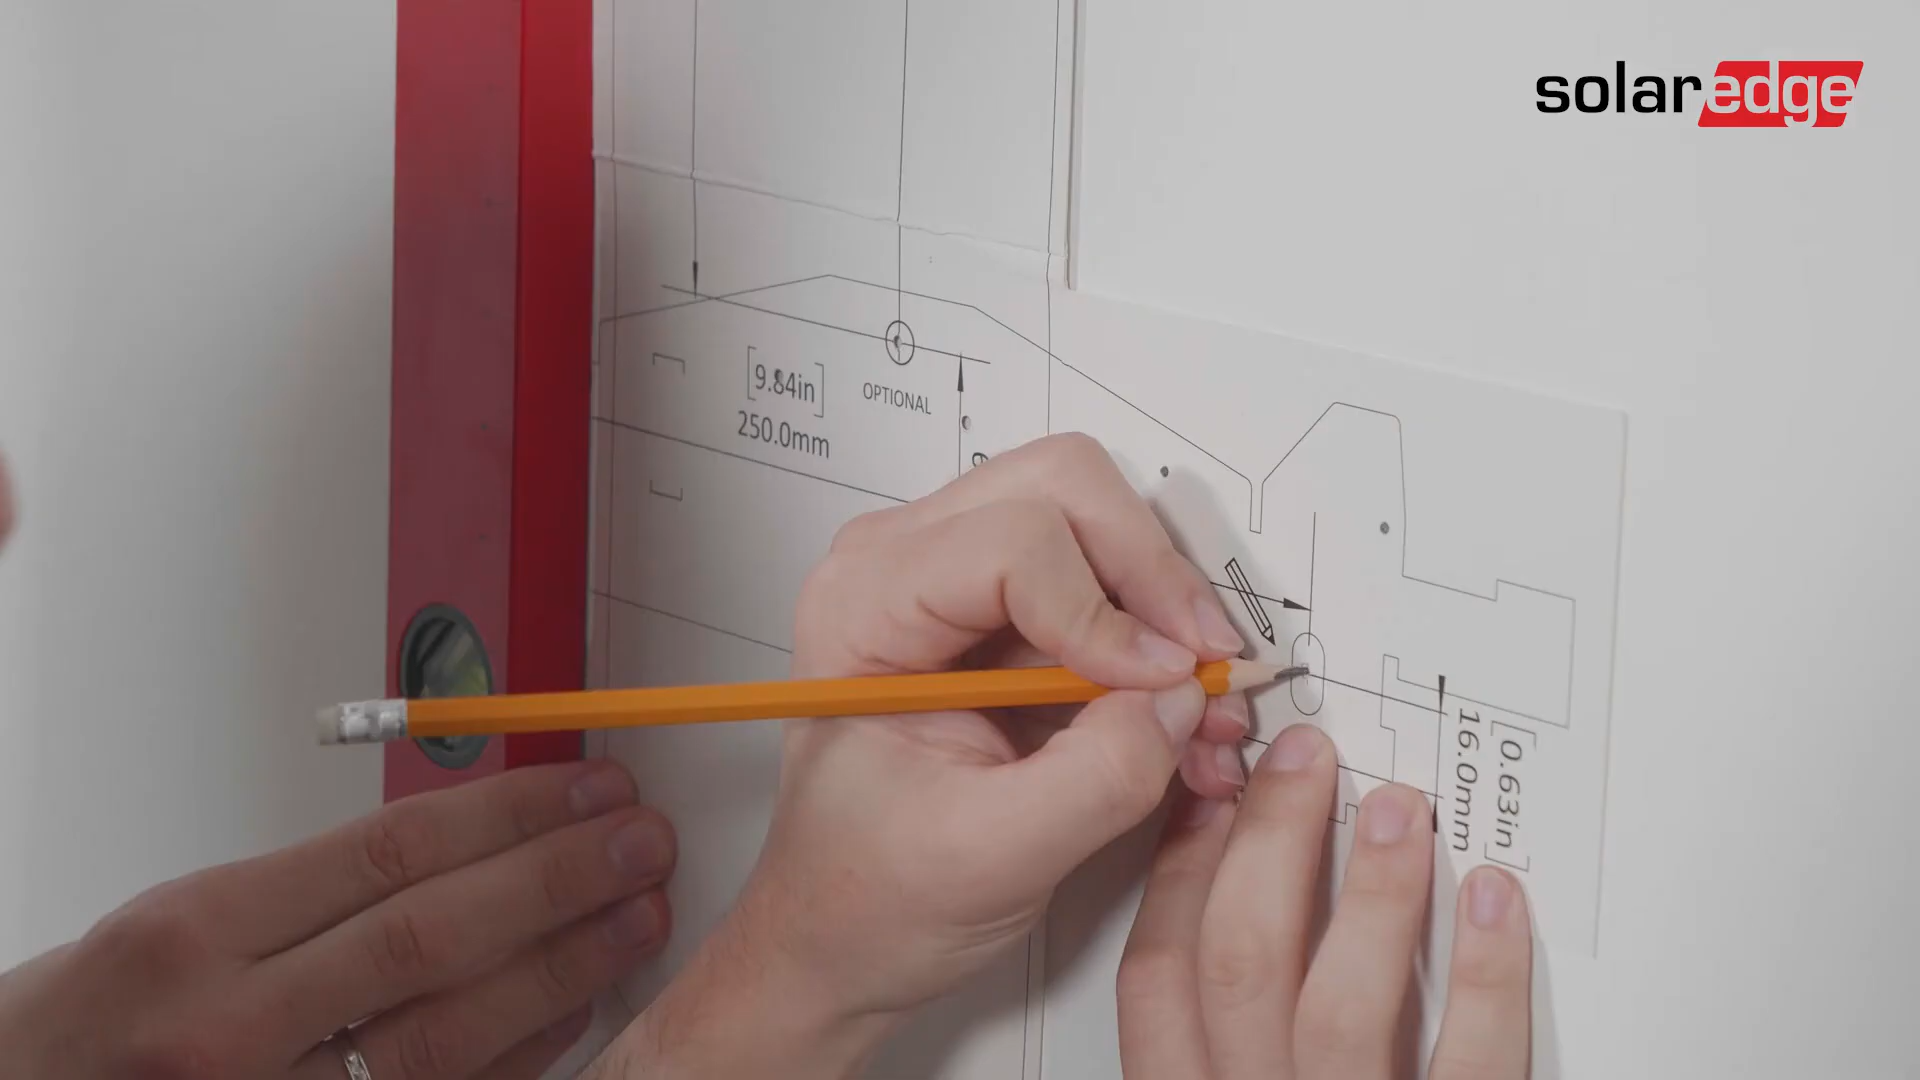 solaredge
[9.84in]
250.0mm
OPTIONAL
[0.63in]
16.0mm